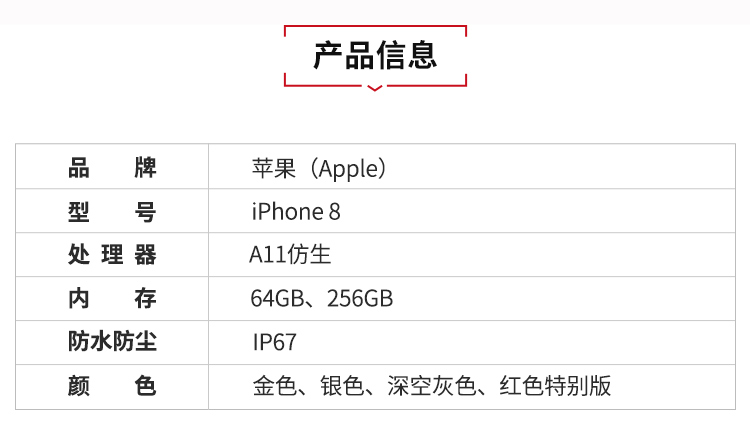 产品信息
品牌 苹果（Apple）
型号 iPhone 8
处理器 A11仿生
内存 64GB、256GB
防水防尘 IP67
颜色 金色、银色、深空灰色、红色特别版